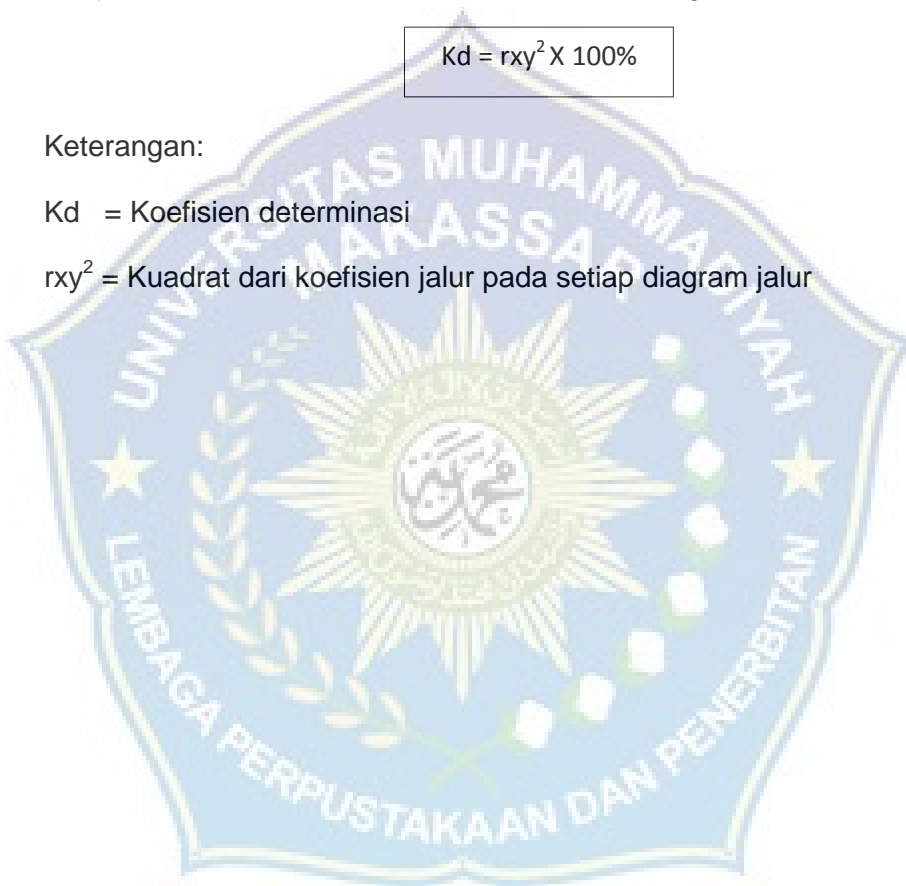 Kd = rxy² X 100%
Keterangan:
Kd = Koefisien determinasi
rxy² = Kuadrat dari koefisien jalur pada setiap diagram jalur
UNIVERSITAS MUHAMMADIYAH
MAKASSAR
LEMBAGA PERPUSTAKAAN DAN PENERBITAN